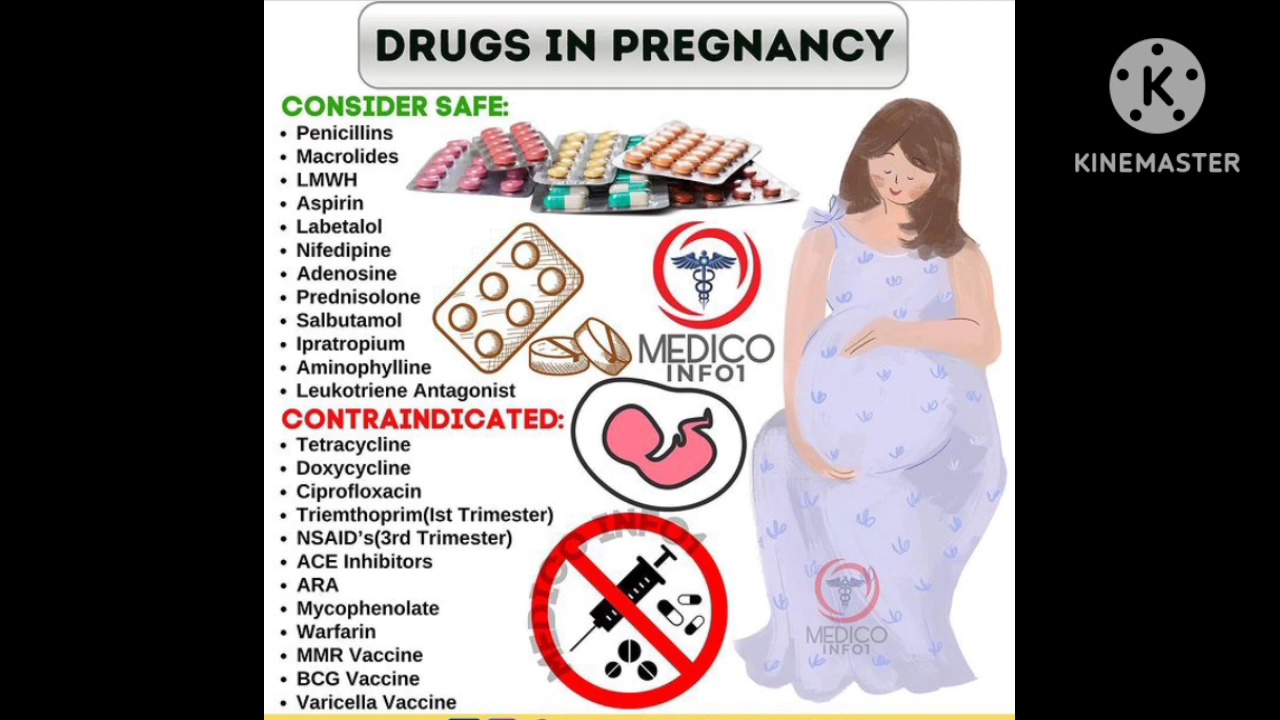 DRUGS IN PREGNANCY
CONSIDER SAFE:
• Penicillins
• Macrolides
• LMWH
• Aspirin
• Labetalol
• Nifedipine
• Adenosine
• Prednisolone
• Salbutamol
• Ipratropium
• Aminophylline
• Leukotriene Antagonist
CONTRAINDICATED:
• Tetracycline
• Doxycycline
• Ciprofloxacin
• Triemthoprim(Ist Trimester)
• NSAID's(3rd Trimester)
• ACE Inhibitors
• ARA
• Mycophenolate
• Warfarin
• MMR Vaccine
• BCG Vaccine
• Varicella Vaccine
MEDICO
INFO1
MEDICO INFO1
MEDICO
INFO1
K
KINEMASTER